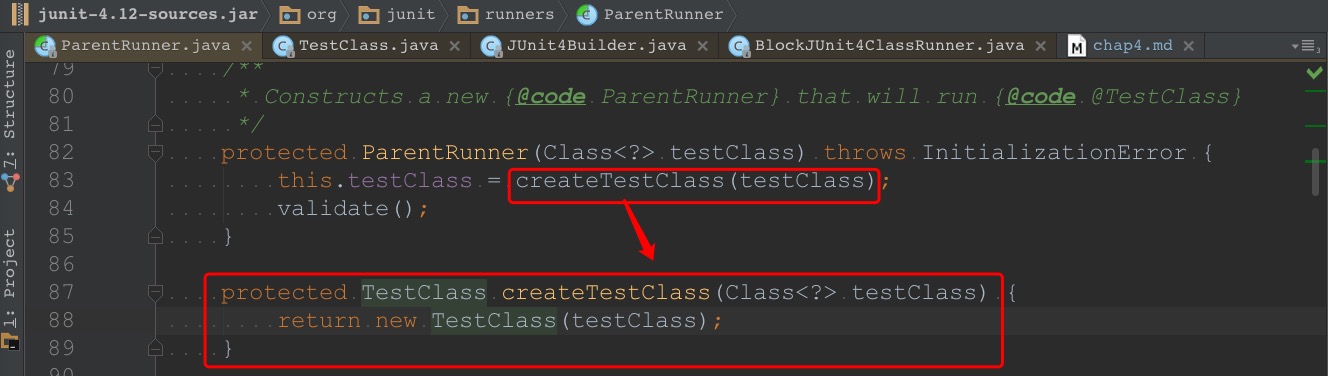 junit-4.12-sources.jar org junit runners ParentRunner
ParentRunner.java TestClass.java JUnit4Builder.java BlockJUnit4ClassRunner.java chap4.md 3
7: Structure
1: Project
79 /**
80 * Constructs a new {@code ParentRunner} that will run {@code @TestClass}
81 */
82 protected ParentRunner(Class<?> testClass) throws InitializationError {
83 this.testClass = createTestClass(testClass);
84 validate();
85 }
86
87 protected TestClass createTestClass(Class<?> testClass) {
88 return new TestClass(testClass);
89 }
90